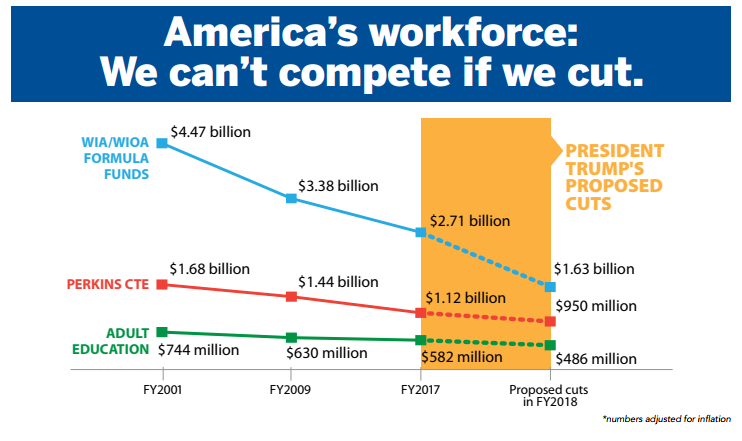 America's workforce:
We can't compete if we cut.
WIA/WIOA
FORMULA
FUNDS
$4.47 billion
$3.38 billion
$2.71 billion
$1.63 billion
PRESIDENT
TRUMP'S
PROPOSED
CUTS
PERKINS CTE
$1.68 billion
$1.44 billion
$1.12 billion
$950 million
ADULT
EDUCATION
$744 million
$630 million
$582 million
$486 million
FY2001
FY2009
FY2017
Proposed cuts
in FY2018
*numbers adjusted for inflation